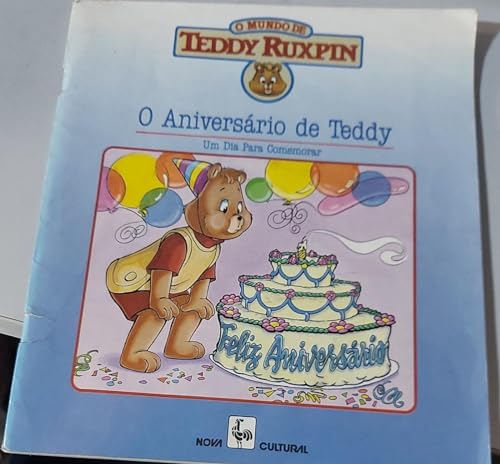 O MUNDO DE
TEDDY RUXPIN
O Aniversário de Teddy
Um Dia Para Comemorar
Feliz Aniversário
NOVA CULTURAL